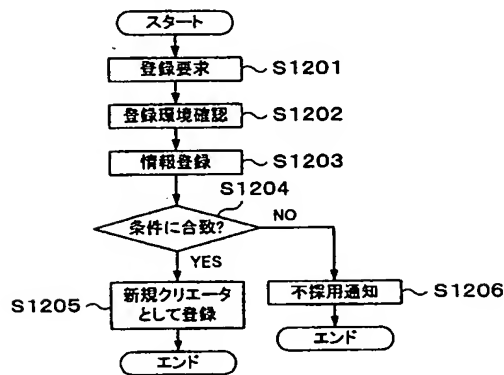 スタート
登録要求 S1201
登録環境確認 S1202
情報登録 S1203
S1204
条件に合致? NO
YES
S1205 新規クリエータ
として登録
不採用通知 S1206
エンド
エンド